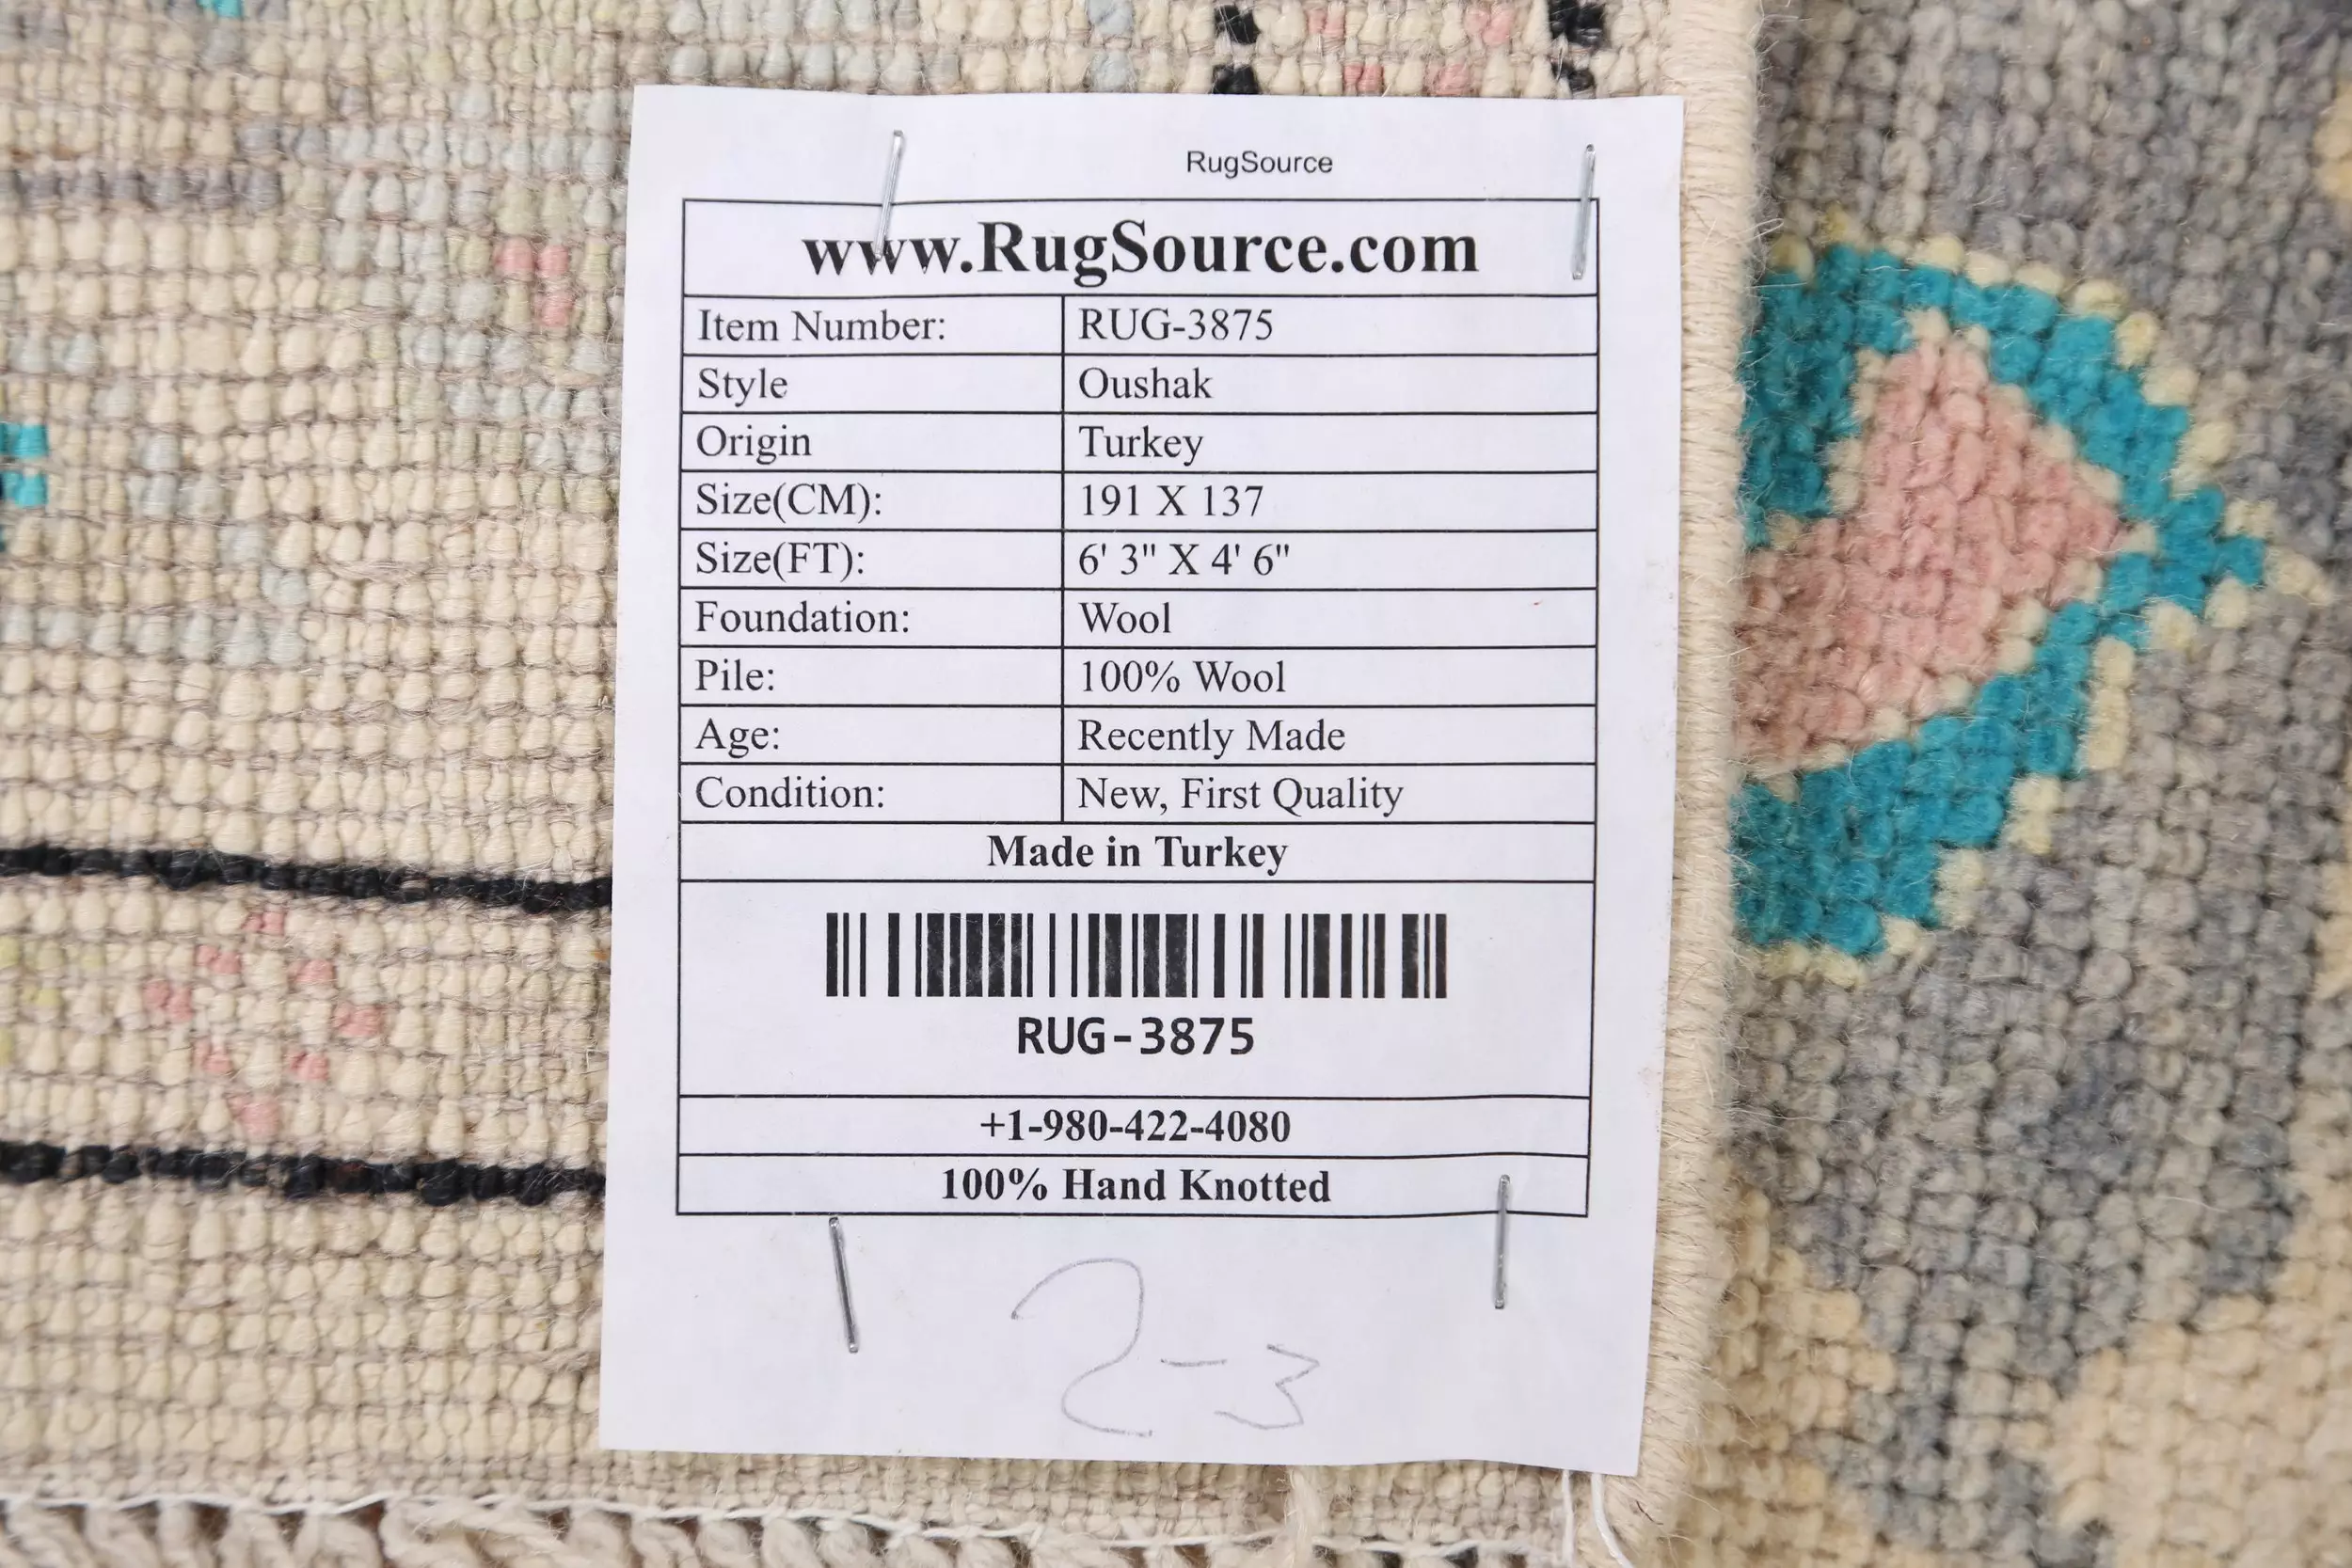 RugSource
www.RugSource.com
Item Number: RUG-3875
Style Oushak
Origin Turkey
Size(CM): 191 X 137
Size(FT): 6' 3" X 4' 6"
Foundation: Wool
Pile: 100% Wool
Age: Recently Made
Condition: New, First Quality
Made in Turkey
RUG-3875
+1-980-422-4080
100% Hand Knotted
2-3